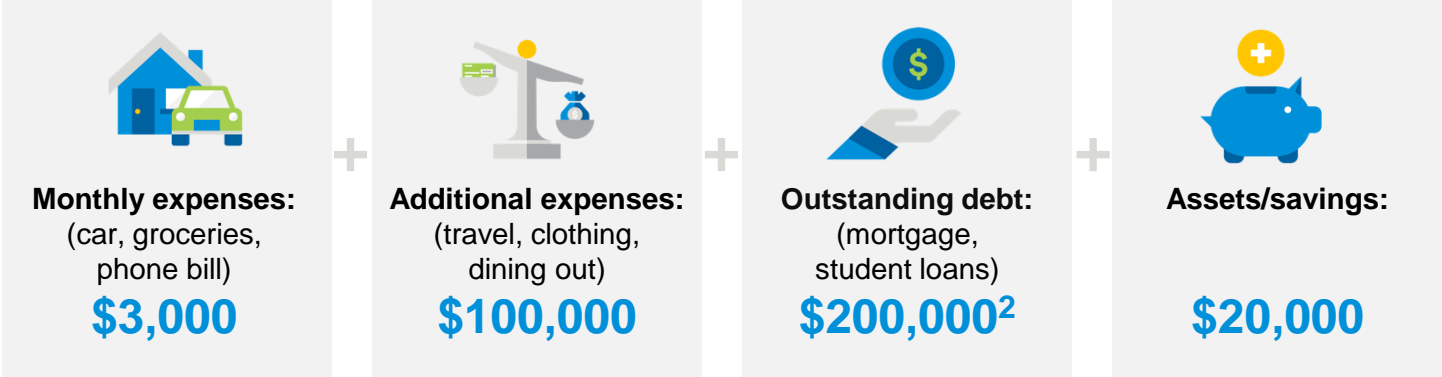 Monthly expenses:
(car, groceries,
phone bill)
$3,000
+
Additional expenses:
(travel, clothing,
dining out)
$100,000
+
Outstanding debt:
(mortgage,
student loans)
$200,000²
+
Assets/savings:
$20,000